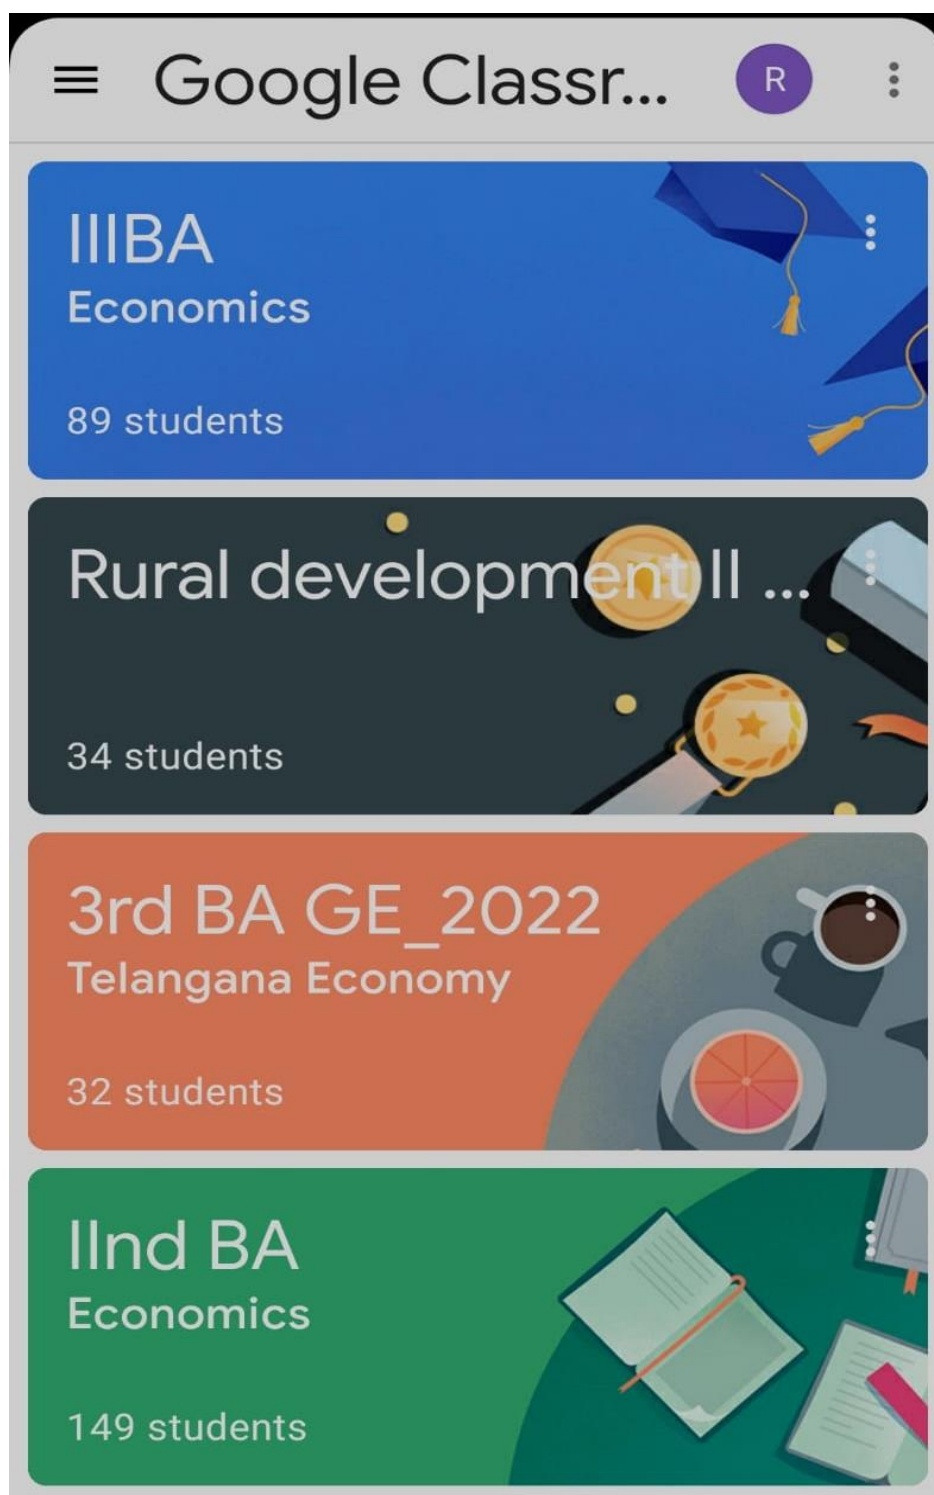 Google Classr...
R
IIIBA
Economics
89 students
Rural development II ...
34 students
3rd BA GE_2022
Telangana Economy
32 students
IInd BA
Economics
149 students